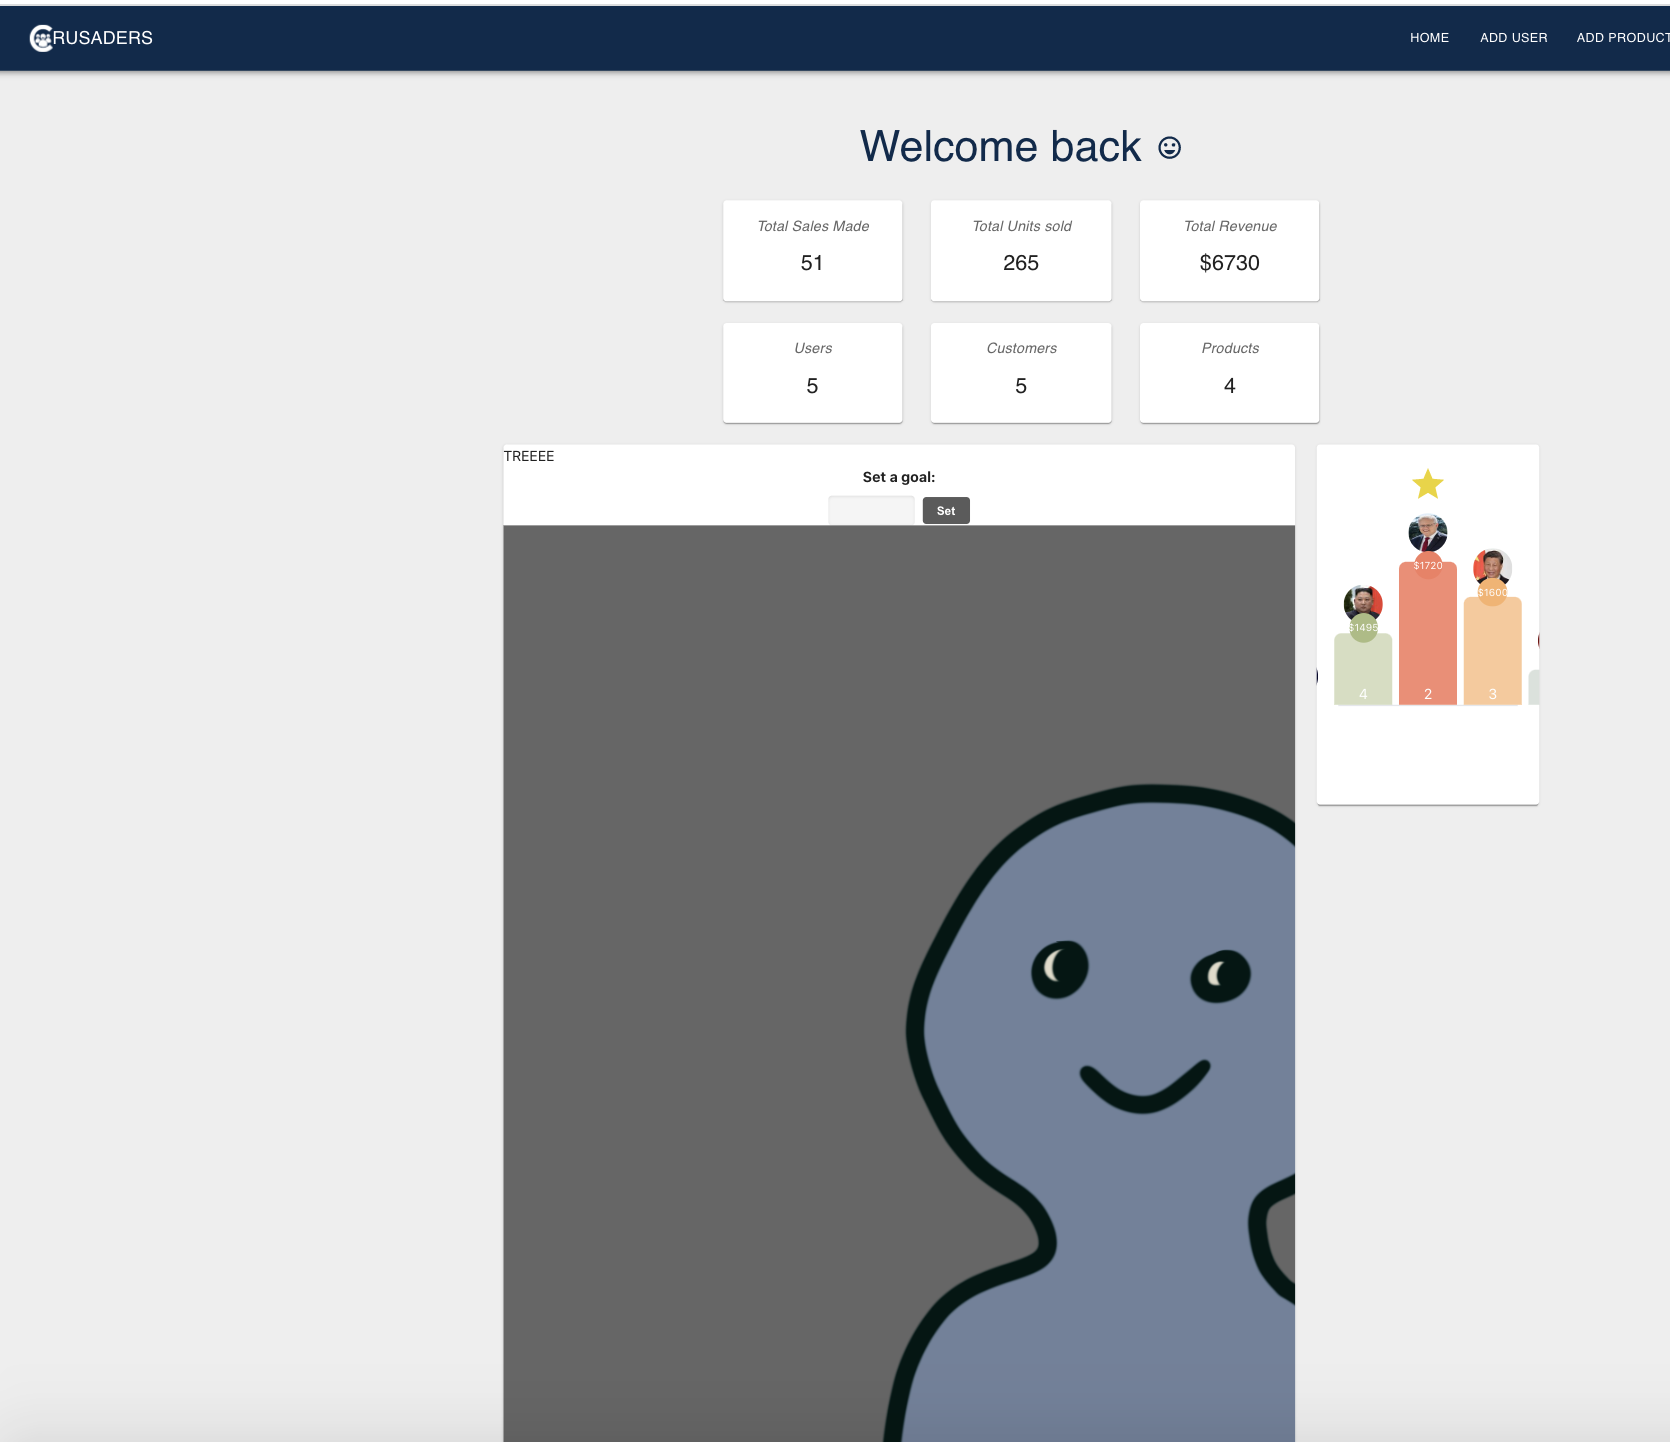 CRUSADERS
HOME ADD USER ADD PRODUCT
Welcome back
Total Sales Made
51
Total Units sold
265
Total Revenue
$6730
Users
5
Customers
5
Products
4
TREEEE
Set a goal:
Set
$1720
$1600
$1495
4 2 3